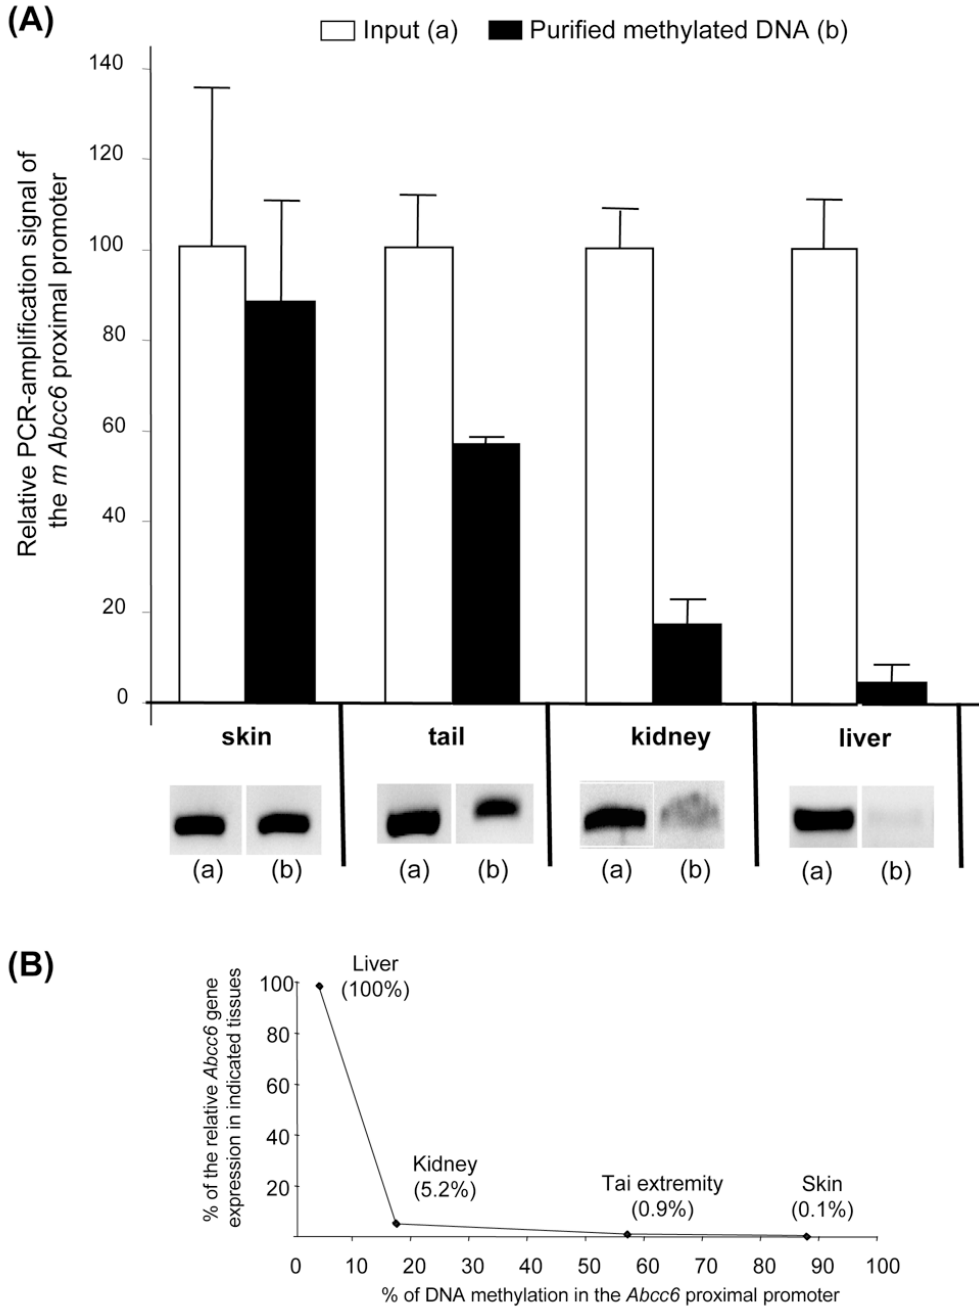 (A)
Input (a)
Purified methylated DNA (b)
Relative PCR-amplification signal of
the m Abcc6 proximal promoter
140
120
100
80
60
40
20
0
skin
tail
kidney
liver
(a)
(b)
(a)
(b)
(a)
(b)
(a)
(b)
(B)
% of the relative Abcc6 gene
expression in indicated tissues
100
80
60
40
20
Liver
(100%)
Kidney
(5.2%)
Tai extremity
(0.9%)
Skin
(0.1%)
0
10
20
30
40
50
60
70
80
90
100
% of DNA methylation in the Abcc6 proximal promoter